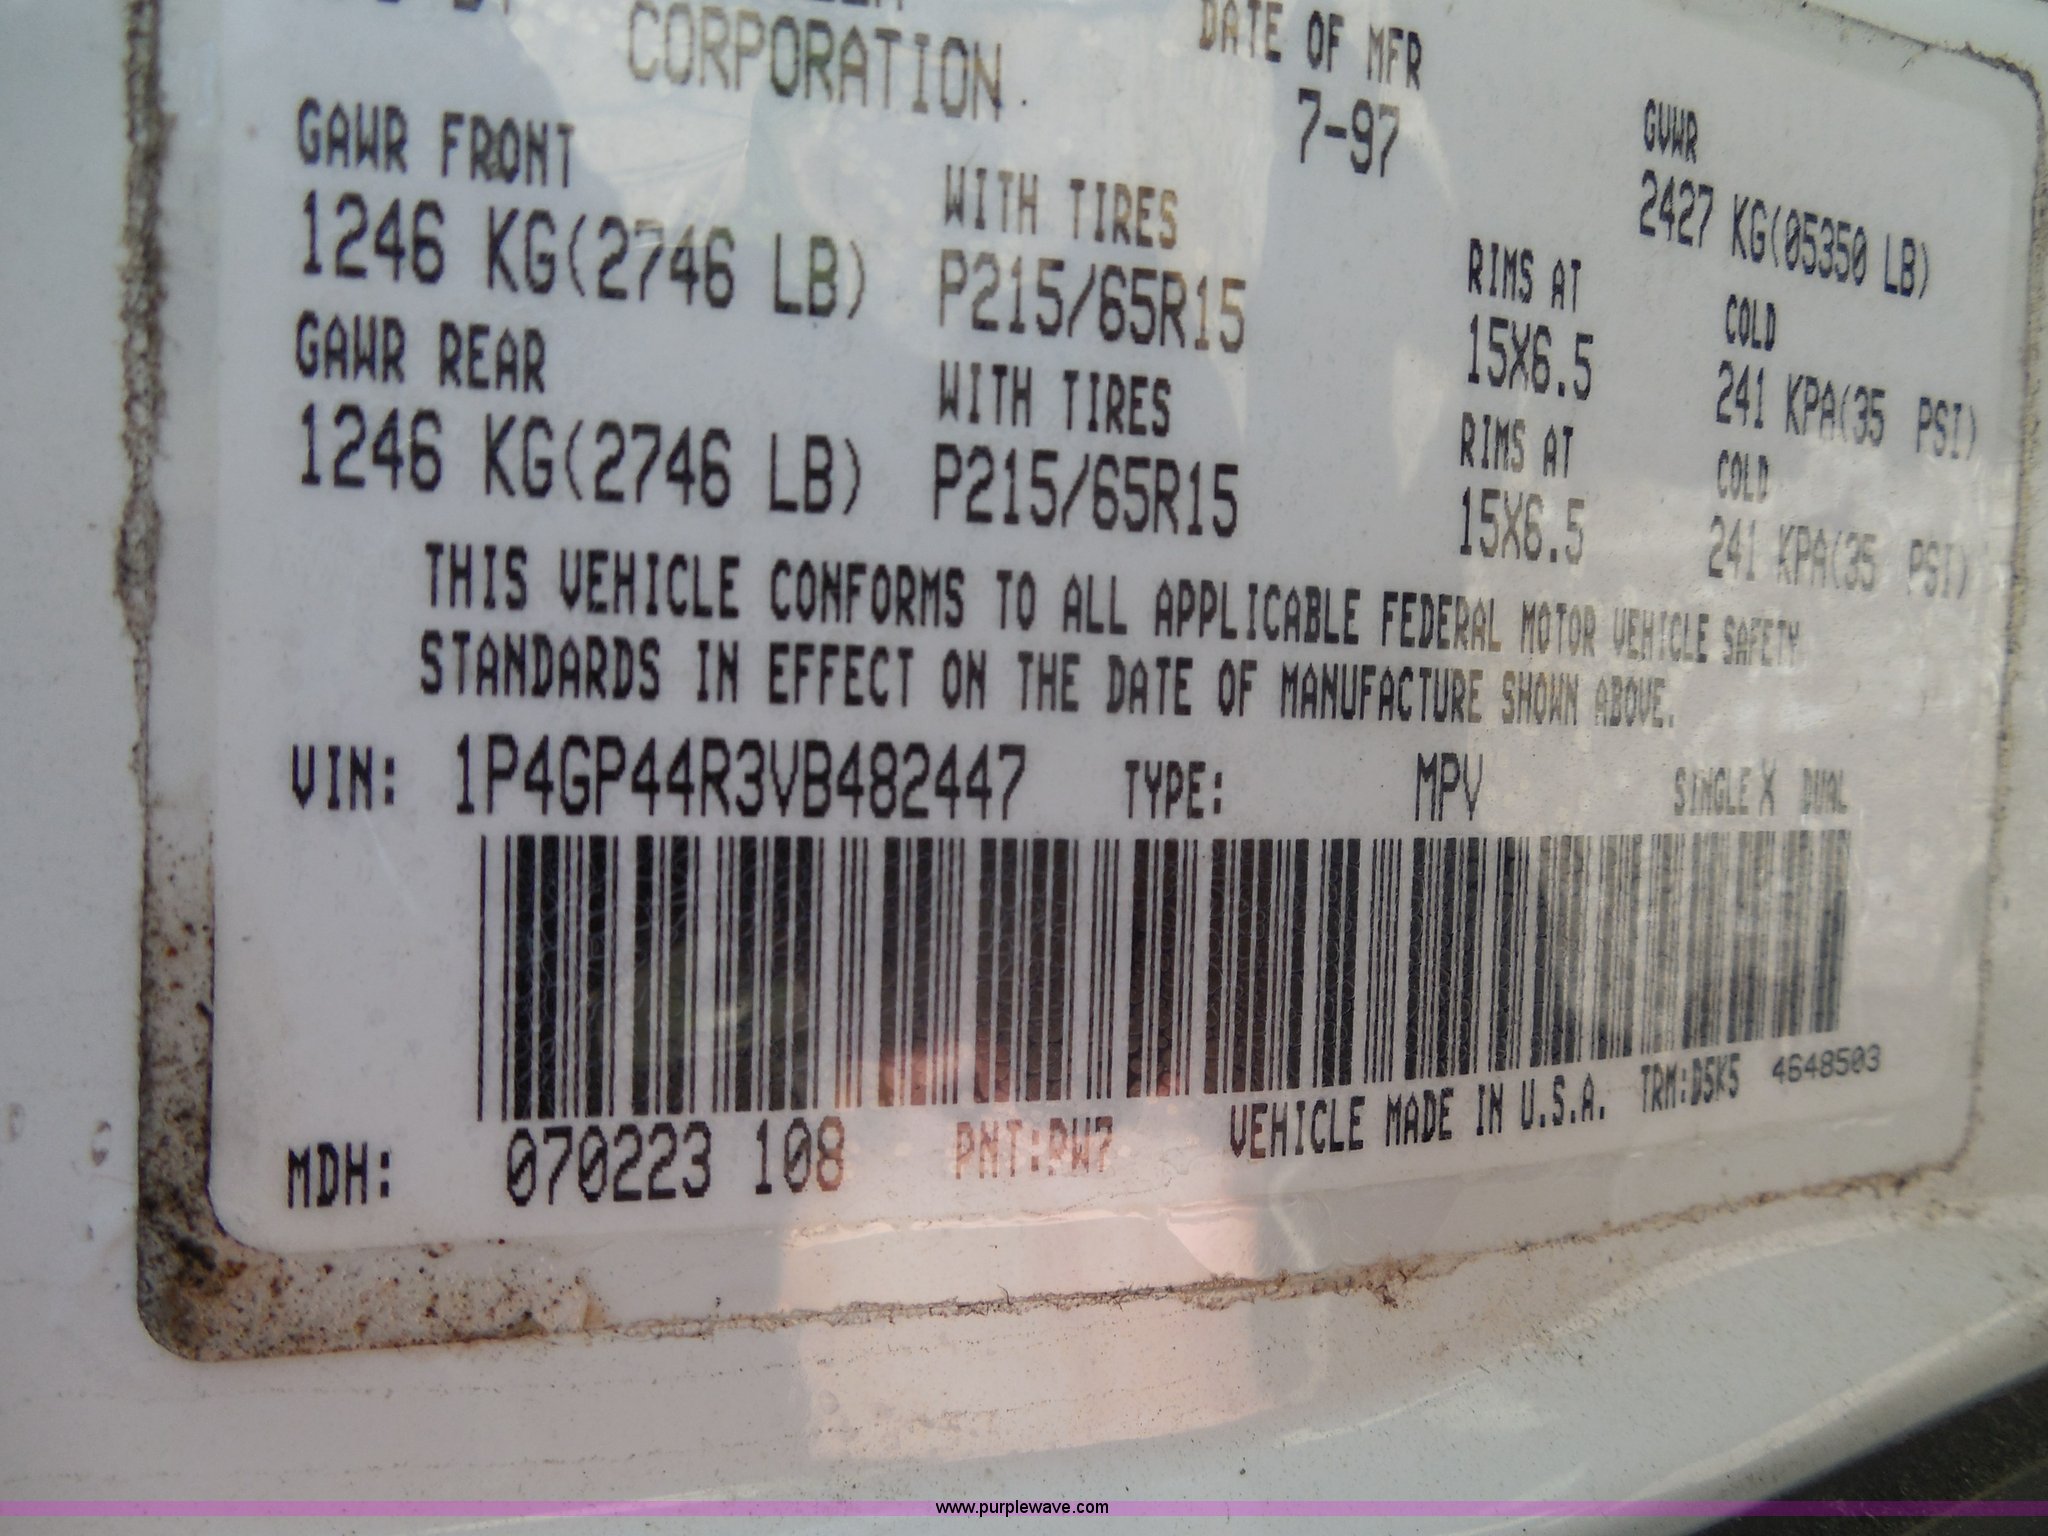 CORPORATION
DATE OF MFR
7-97
GVWR
2427 KG(05350 LB)
GAWR FRONT
1246 KG(2746 LB)
WITH TIRES
P215/65R15
RIMS AT
15X6.5
COLD
241 KPA(35 PSI)
GAWR REAR
1246 KG(2746 LB)
WITH TIRES
P215/65R15
RIMS AT
15X6.5
COLD
241 KPA(35 PSI)
THIS VEHICLE CONFORMS TO ALL APPLICABLE FEDERAL MOTOR VEHICLE SAFETY
STANDARDS IN EFFECT ON THE DATE OF MANUFACTURE SHOWN ABOVE.
VIN: 1P4GP44R3VB482447 TYPE: MPV SINGLE X DUAL
MDH: 070223 108 PNT:PW7 VEHICLE MADE IN U.S.A. TRM:D5K5 4648503
www.purplewave.com